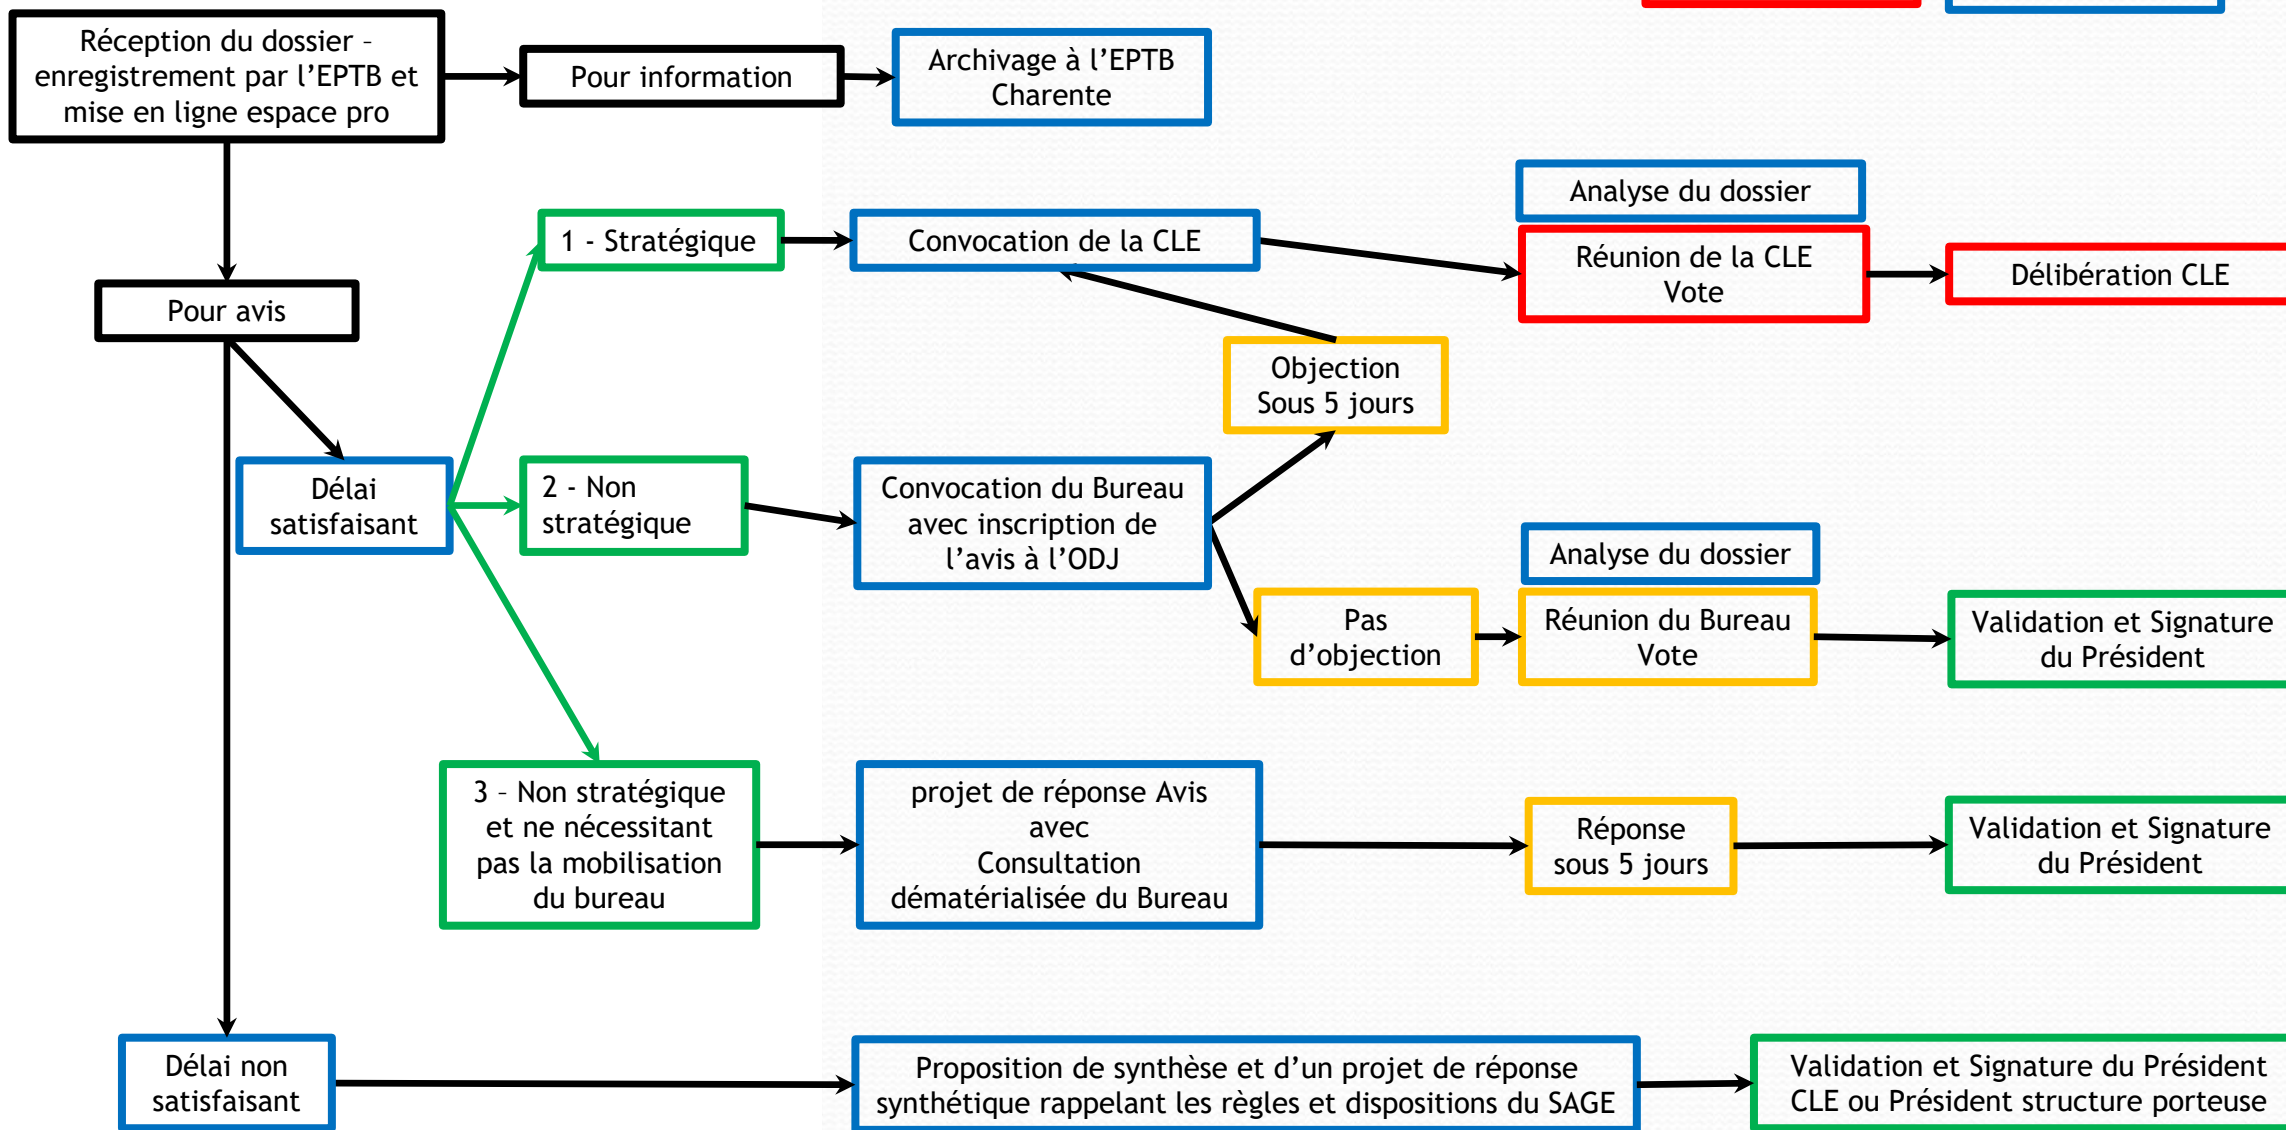 Réception du dossier –
enregistrement par l’EPTB et
mise en ligne espace pro
Pour information
Archivage à l’EPTB
Charente
Analyse du dossier
1 - Stratégique
Convocation de la CLE
Réunion de la CLE
Vote
Délibération CLE
Pour avis
Objection
Sous 5 jours
Délai
satisfaisant
2 - Non
stratégique
Convocation du Bureau
avec inscription de
l’avis à l’ODJ
Analyse du dossier
Pas
d’objection
Réunion du Bureau
Vote
Validation et Signature
du Président
3 – Non stratégique
et ne nécessitant
pas la mobilisation
du bureau
projet de réponse Avis
avec
Consultation
dématérialisée du Bureau
Réponse
sous 5 jours
Validation et Signature
du Président
Délai non
satisfaisant
Proposition de synthèse et d’un projet de réponse
synthétique rappelant les règles et dispositions du SAGE
Validation et Signature du Président
CLE ou Président structure porteuse